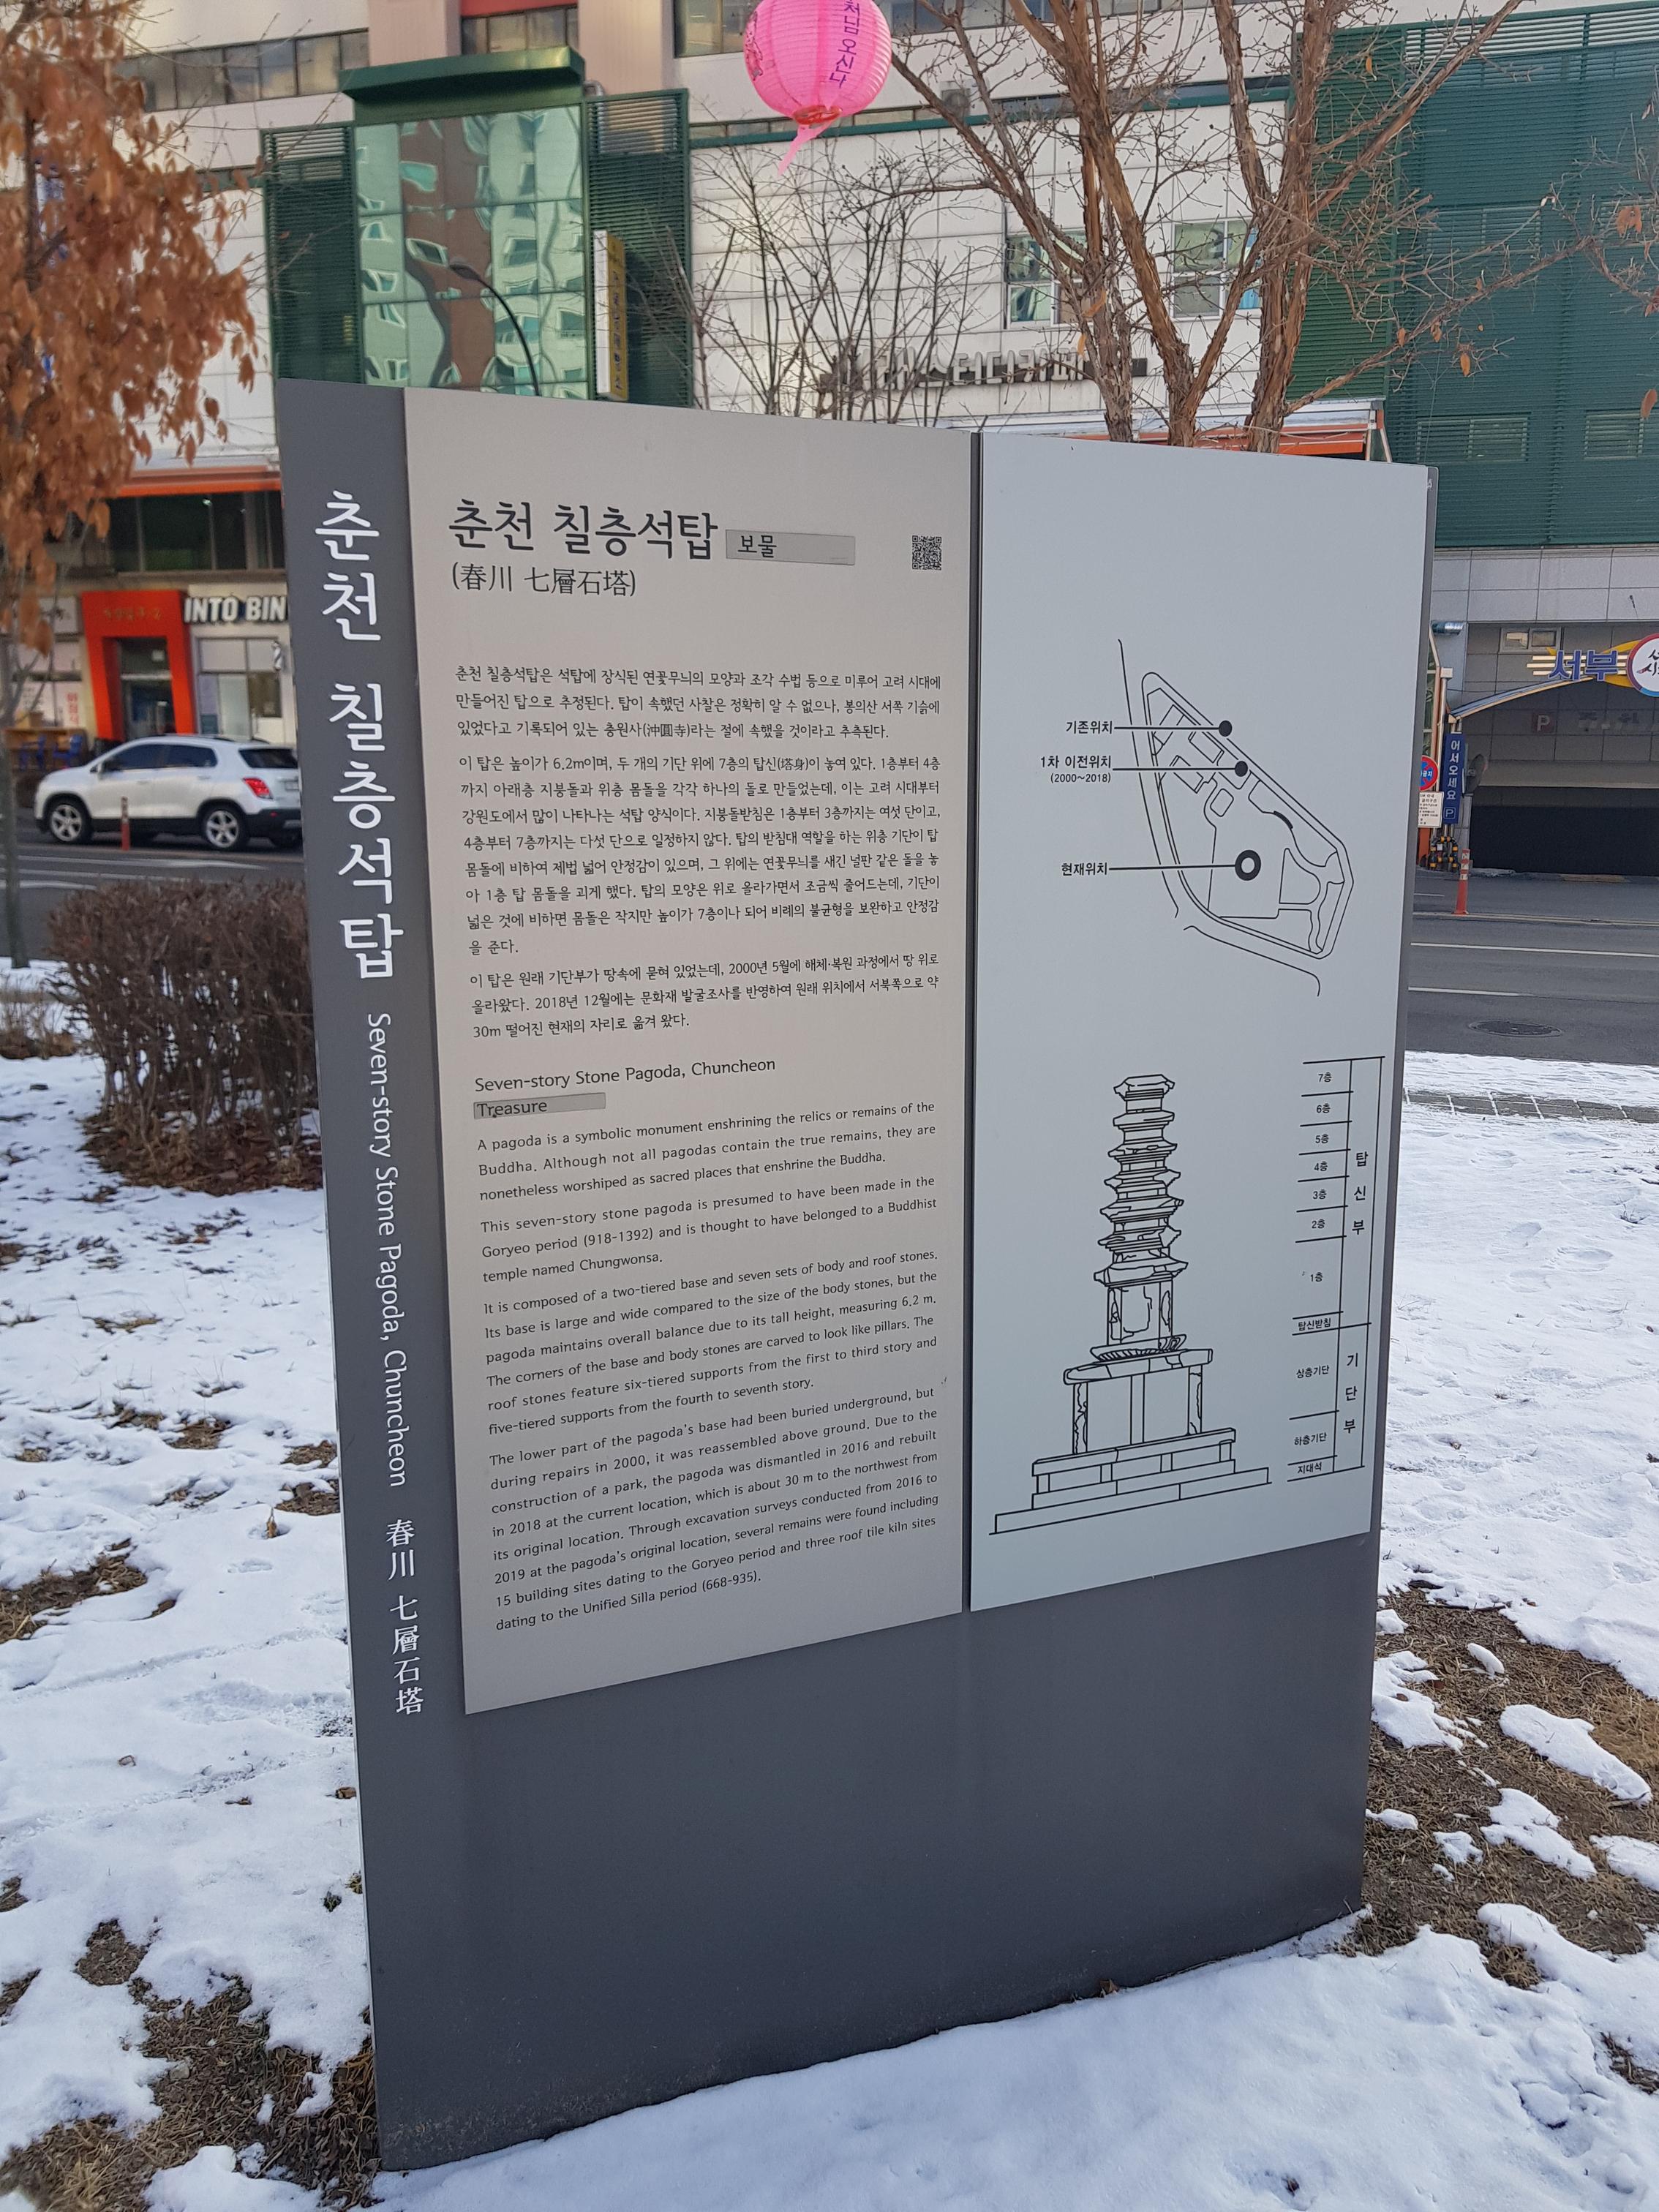 처님 오신나
INTO BIN
서부
P
어서오세요
P
춘천 칠층석탑 Seven-story Stone Pagoda, Chuncheon 春川 七層石塔
춘천 칠층석탑 보물
(春川 七層石塔)
춘천 칠층석탑은 석탑에 장식된 연꽃무늬의 모양과 조각 수법 등으로 미루어 고려 시대에
만들어진 탑으로 추정된다. 탑이 속했던 사찰은 정확히 알 수 없으나, 봉의산 서쪽 기슭에
있었다고 기록되어 있는 충원사(沖圓寺)라는 절에 속했을 것이라고 추측된다.
이 탑은 높이가 6.2m이며, 두 개의 기단 위에 7층의 탑신(塔身)이 놓여 있다. 1층부터 4층
까지 아래층 지붕돌과 위층 몸돌을 각각 하나의 돌로 만들었는데, 이는 고려 시대부터
강원도에서 많이 나타나는 석탑 양식이다. 지붕돌받침은 1층부터 3층까지는 여섯 단이고,
4층부터 7층까지는 다섯 단으로 일정하지 않다. 탑의 받침대 역할을 하는 위층 기단이 탑
몸돌에 비하여 제법 넓어 안정감이 있으며, 그 위에는 연꽃무늬를 새긴 널판 같은 돌을 놓
아 1층 탑 몸돌을 괴게 했다. 탑의 모양은 위로 올라가면서 조금씩 줄어드는데, 기단이
넓은 것에 비하면 몸돌은 작지만 높이가 7층이나 되어 비례의 불균형을 보완하고 안정감
을 준다.
이 탑은 원래 기단부가 땅속에 묻혀 있었는데, 2000년 5월에 해체·복원 과정에서 땅 위로
올라왔다. 2018년 12월에는 문화재 발굴조사를 반영하여 원래 위치에서 서북쪽으로 약
30m 떨어진 현재의 자리로 옮겨 왔다.
Seven-story Stone Pagoda, Chuncheon
Treasure
A pagoda is a symbolic monument enshrining the relics or remains of the
Buddha. Although not all pagodas contain the true remains, they are
nonetheless worshiped as sacred places that enshrine the Buddha.
This seven-story stone pagoda is presumed to have been made in the
Goryeo period (918-1392) and is thought to have belonged to a Buddhist
temple named Chungwonsa.
It is composed of a two-tiered base and seven sets of body and roof stones.
Its base is large and wide compared to the size of the body stones, but the
pagoda maintains overall balance due to its tall height, measuring 6.2 m.
The corners of the base and body stones are carved to look like pillars. The
roof stones feature six-tiered supports from the first to third story and
five-tiered supports from the fourth to seventh story.
The lower part of the pagoda's base had been buried underground, but
during repairs in 2000, it was reassembled above ground. Due to the
construction of a park, the pagoda was dismantled in 2016 and rebuilt
in 2018 at the current location, which is about 30 m to the northwest from
its original location. Through excavation surveys conducted from 2016 to
2019 at the pagoda's original location, several remains were found including
15 building sites dating to the Goryeo period and three roof tile kiln sites
dating to the Unified Silla period (668-935).
기존위치
1차 이전위치
(2000~2018)
현재위치
7층
6층
5층
4층
3층
2층
1층
탑신부
탑신받침
상층기단
하층기단
지대석
기단부